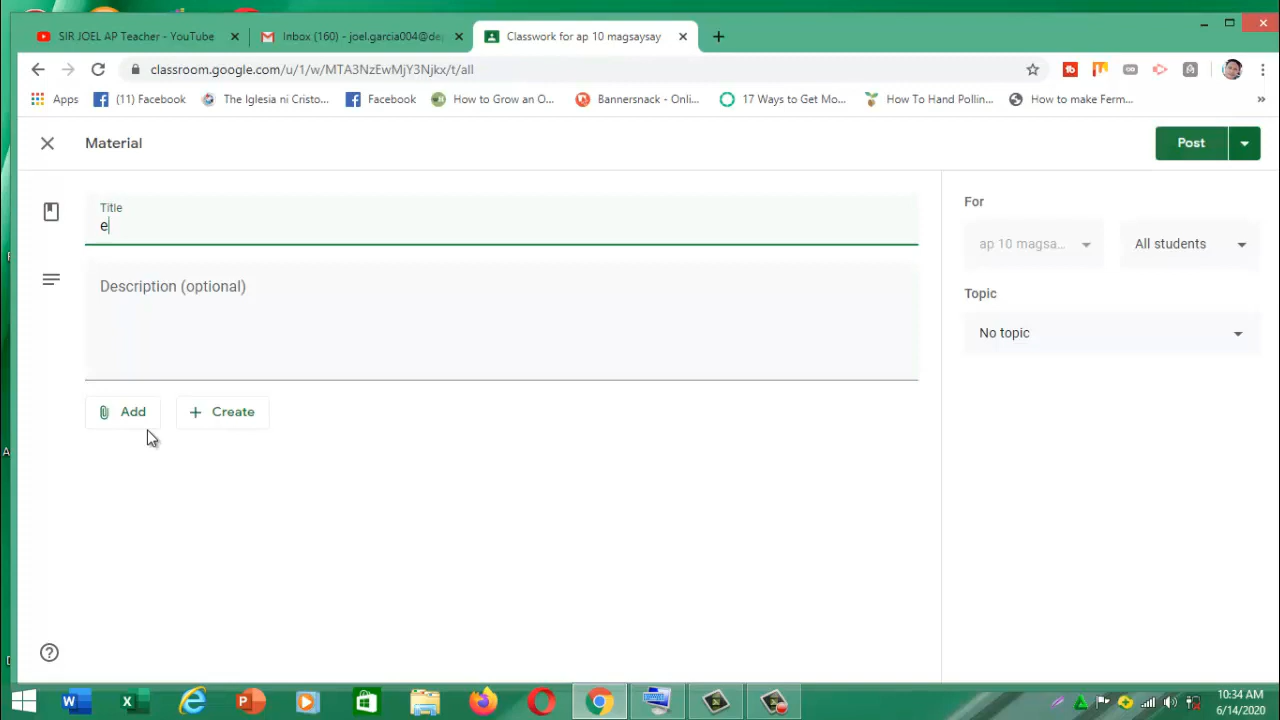 SIR JOEL AP Teacher - YouTube
Inbox (160) - joel.garcia004@de
Classwork for ap 10 magsaysay
classroom.google.com/u/1/w/MTA3NzEwMjY3Njkx/t/all
Apps
(11) Facebook
The Iglesia ni Cristo...
Facebook
How to Grow an O...
Bannersnack - Onli...
17 Ways to Get Mo...
How To Hand Pollin...
How to make Ferm...
Material
Post
Title
e
Description (optional)
Add
Create
For
ap 10 magsa...
All students
Topic
No topic
10:34 AM
6/14/2020